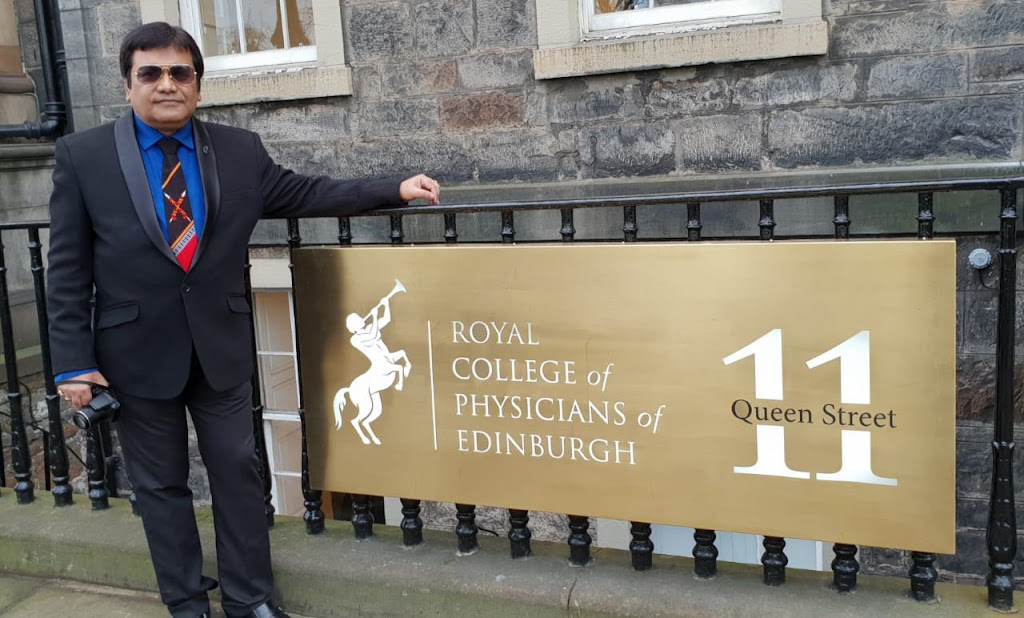 ROYAL
COLLEGE of
PHYSICIANS of
EDINBURGH
11
Queen Street